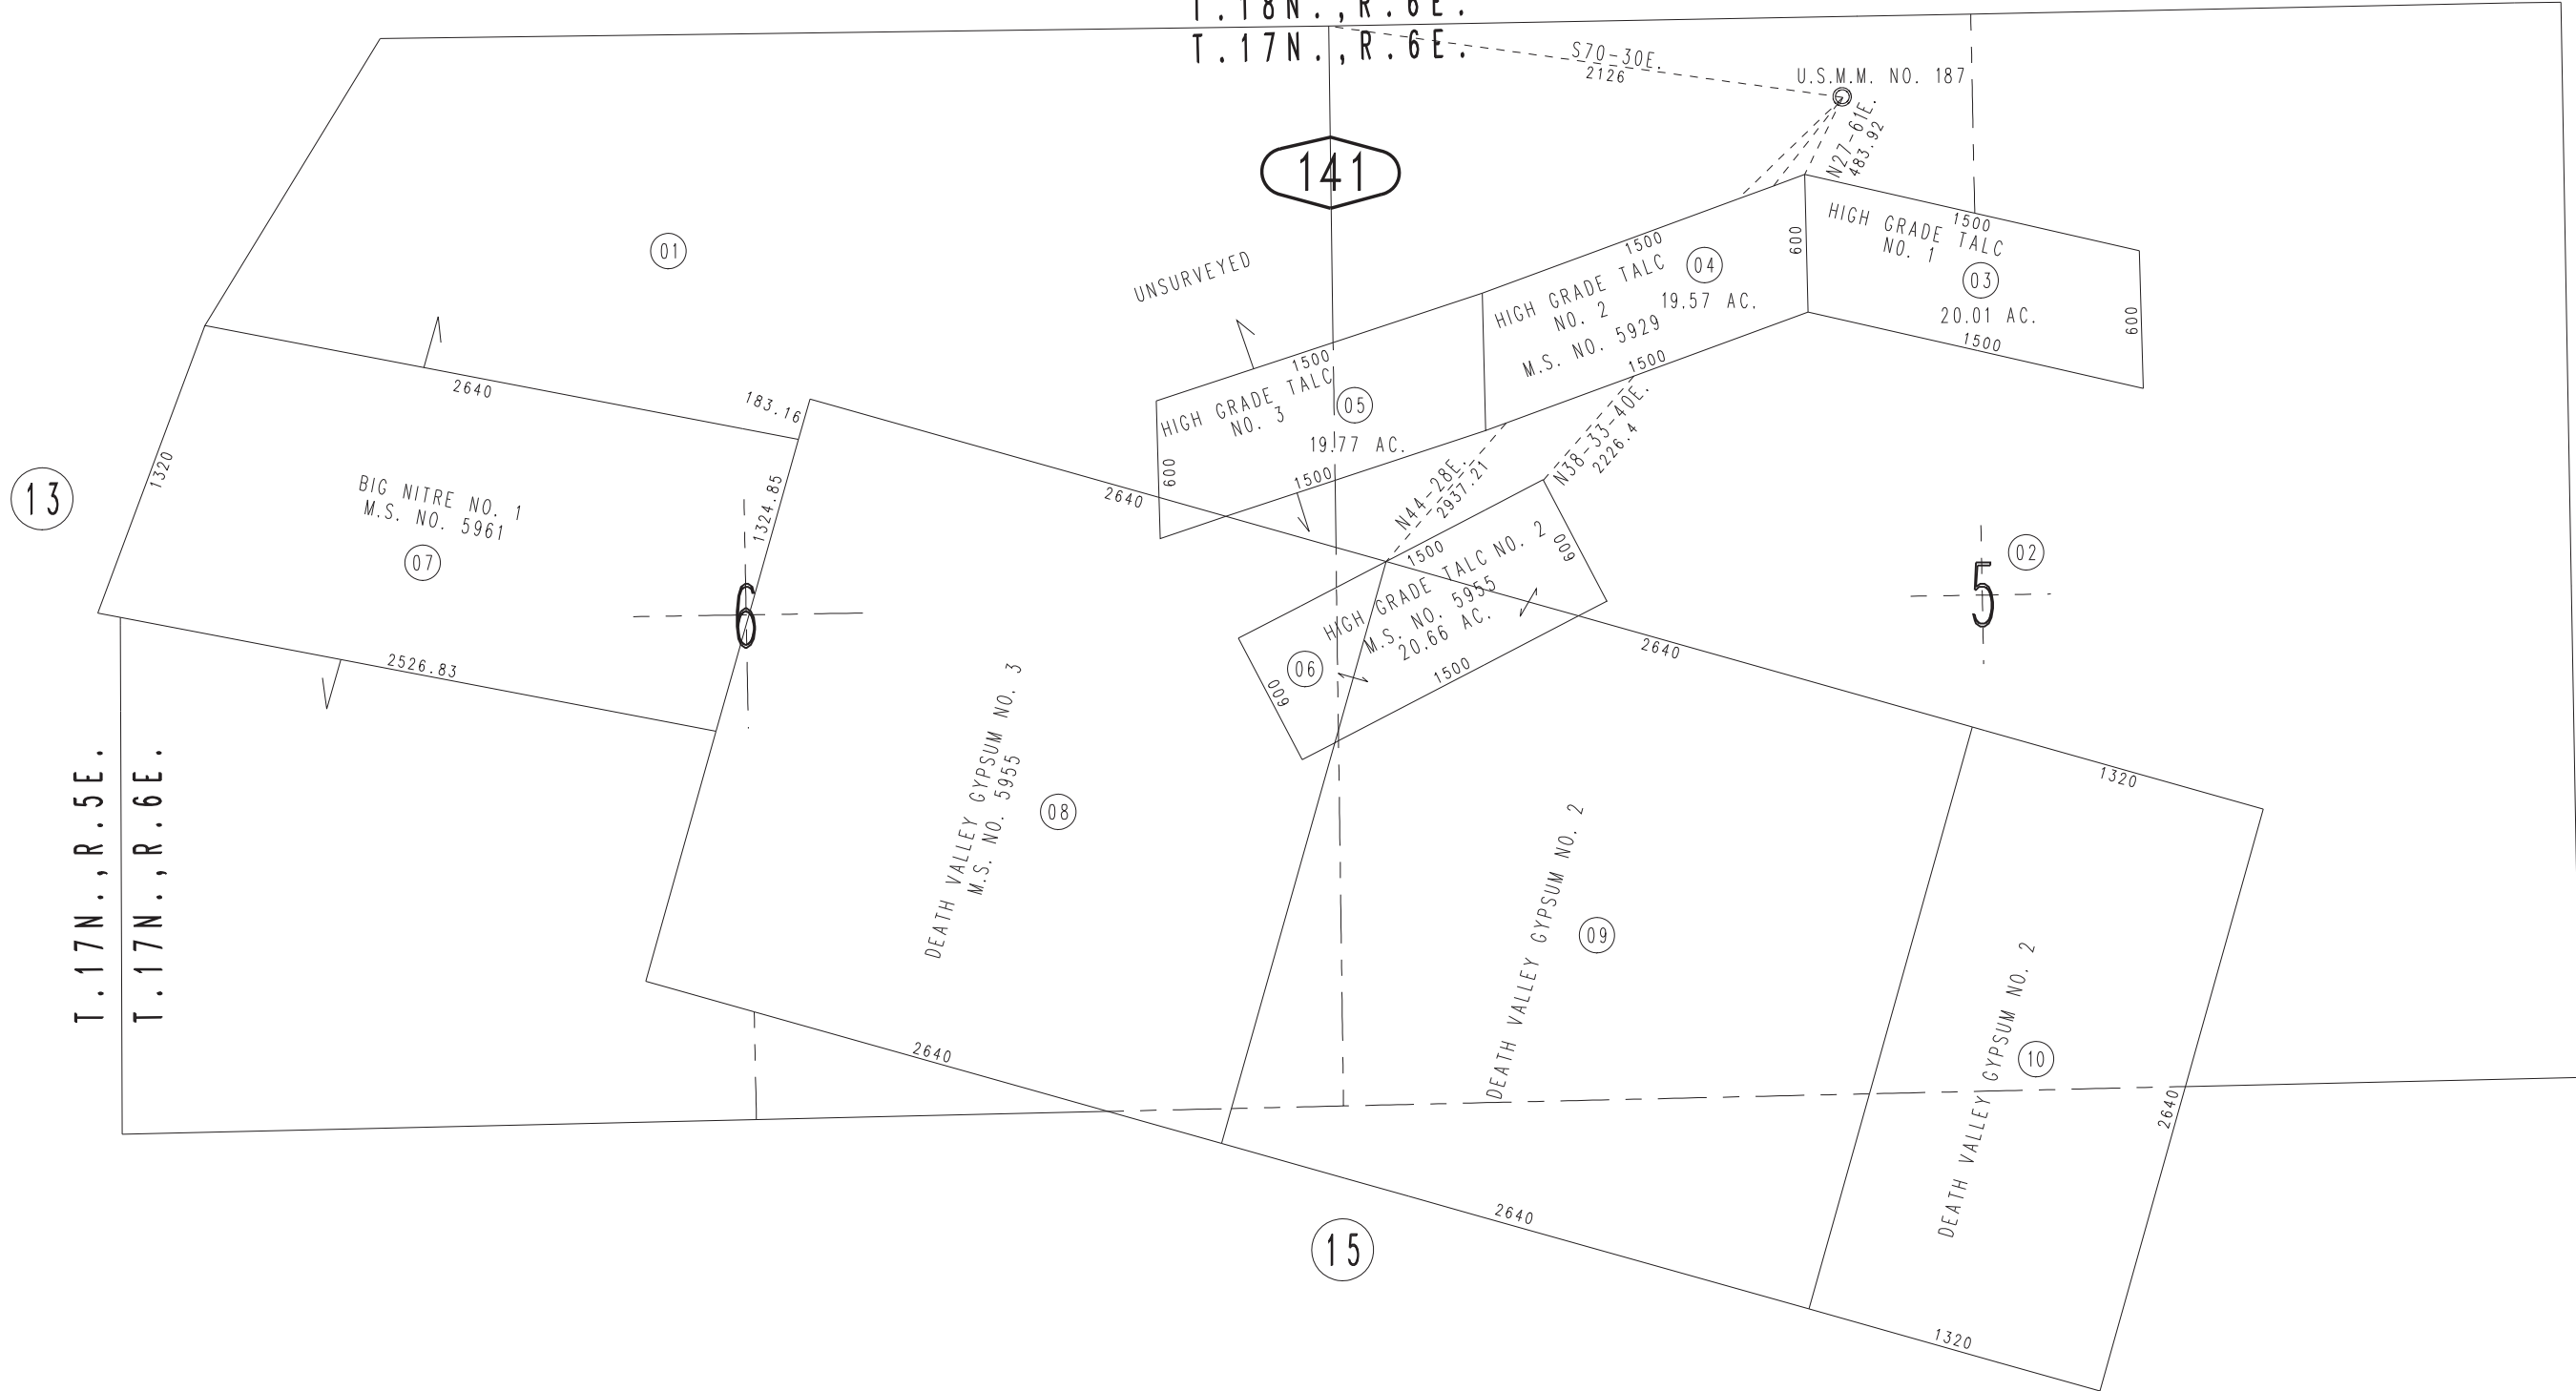 T.18N.,R.6E.
T.17N.,R.6E.
S70-30E.
2126
U.S.M.M. NO. 187
N27-61E.
483.92
141
01
UNSURVEYED
HIGH GRADE TALC
NO. 1
03
20.01 AC.
1500
600
600
1500
HIGH GRADE TALC
NO. 2
04
19.57 AC.
M.S. NO. 5929
1500
1500
HIGH GRADE TALC
NO. 3
05
19.77 AC.
1500
600
1500
N44-28E.
2937.21
N38-33-40E.
2226.4
2640
183.16
1320
13
BIG NITRE NO. 1
M.S. NO. 5961
07
1324.85
2526.83
6
2640
1500
HIGH GRADE TALC NO. 2
M.S. NO. 5955
20.66 AC.
06
600
600
1500
5
02
2640
1320
T.17N.,R.5E.
T.17N.,R.6E.
DEATH VALLEY GYPSUM NO. 3
M.S. NO. 5955
08
DEATH VALLEY GYPSUM NO. 2
09
DEATH VALLEY GYPSUM NO. 2
10
2640
2640
2640
1320
15